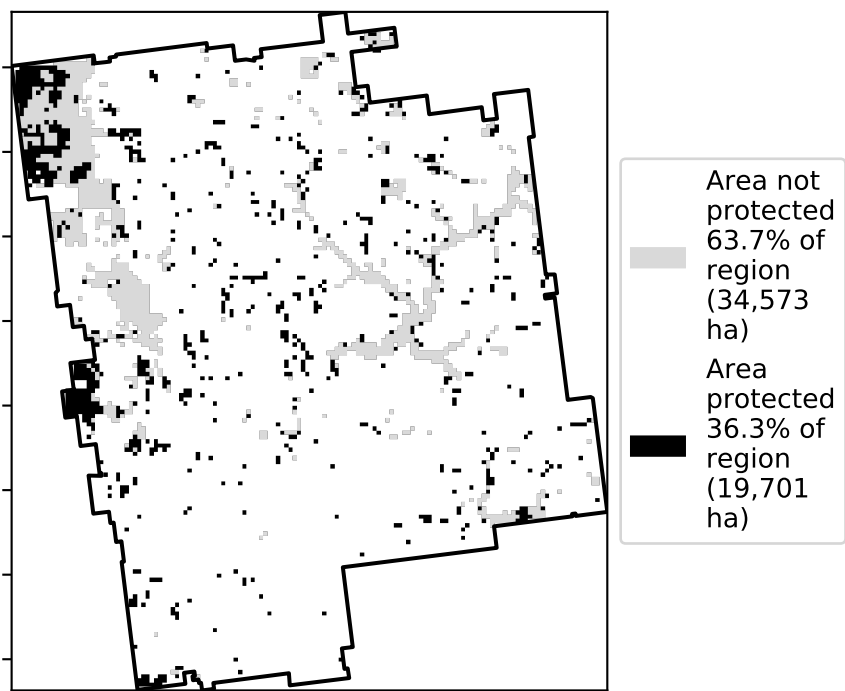 Area not
protected
63.7% of
region
(34,573
ha)
Area
protected
36.3% of
region
(19,701
ha)